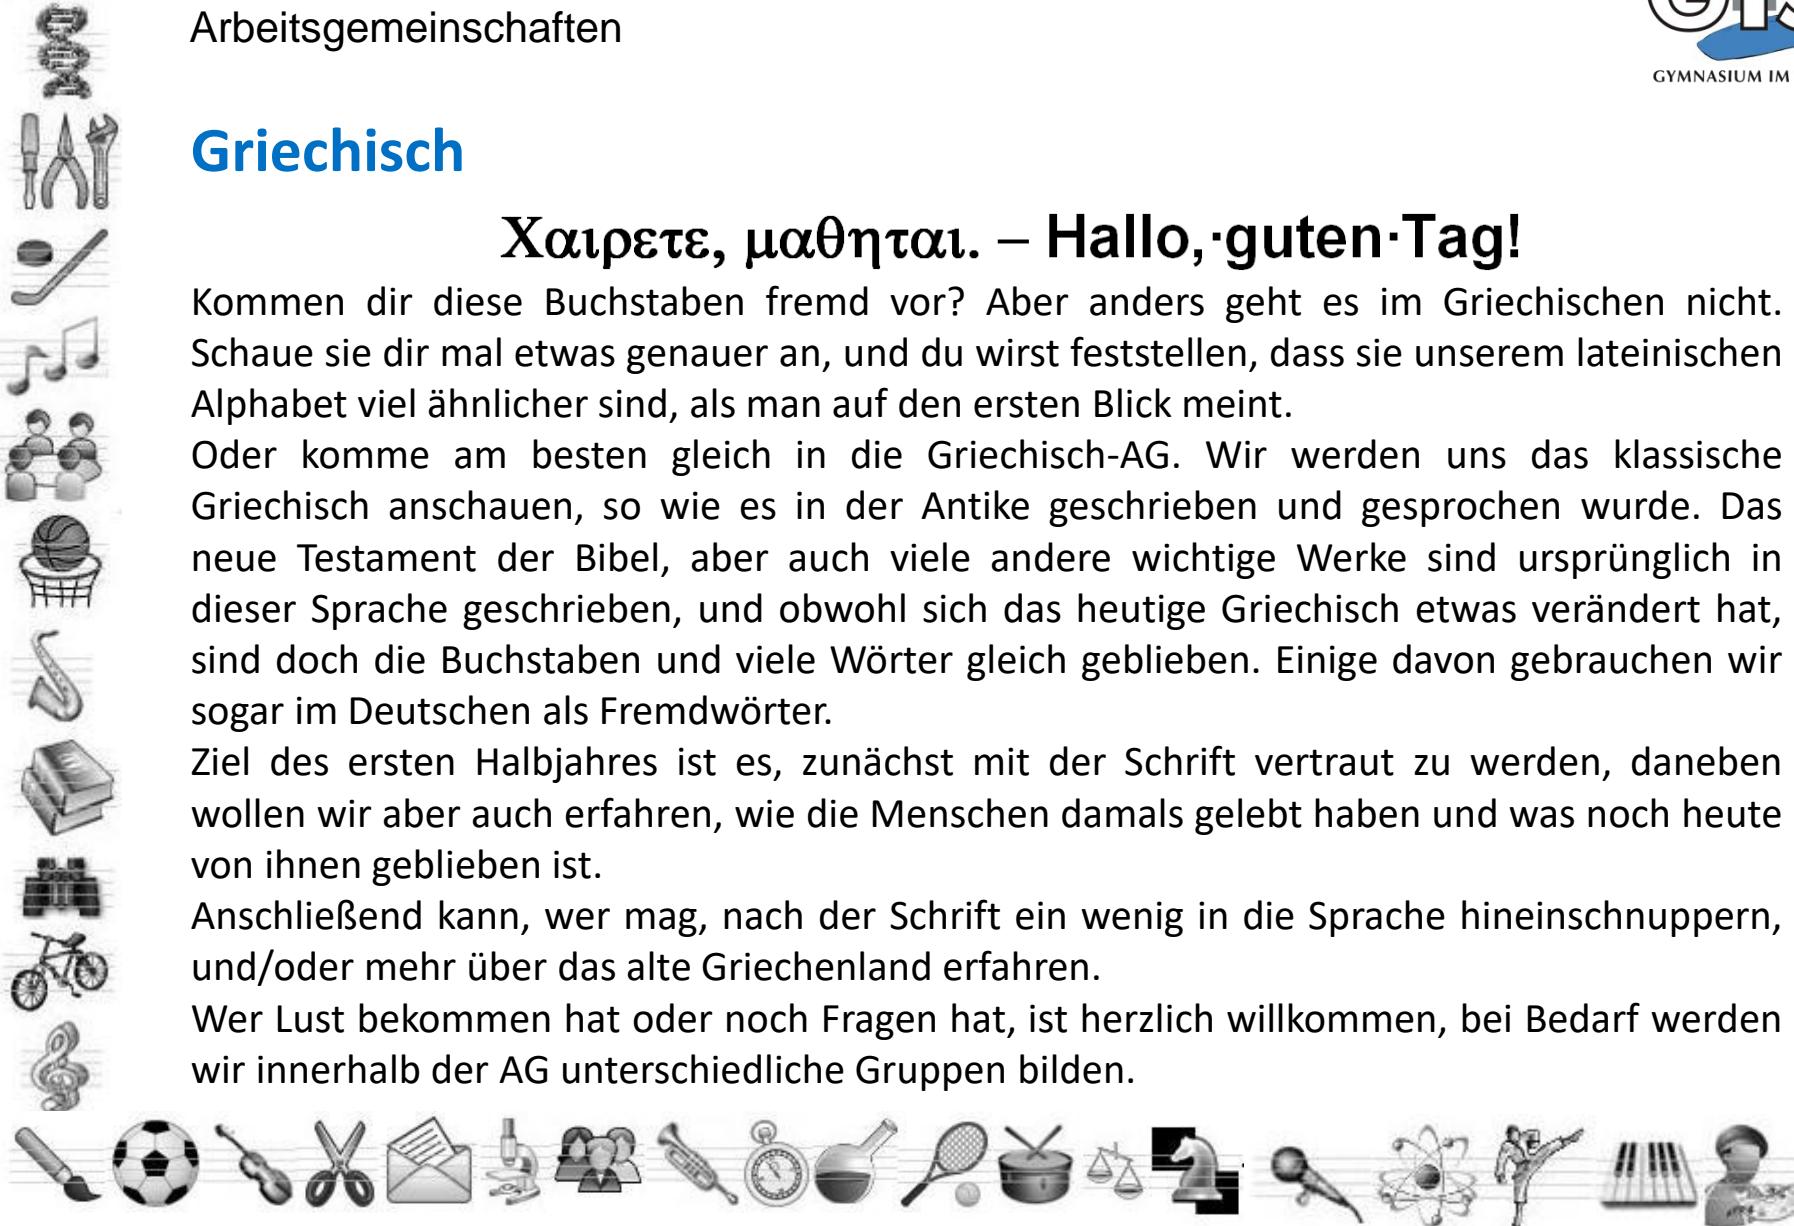 Arbeitsgemeinschaften
GYMNASIUM IM
Griechisch
Χαιρετε, μαθηται. – Hallo,·guten·Tag!
Kommen dir diese Buchstaben fremd vor? Aber anders geht es im Griechischen nicht.
Schaue sie dir mal etwas genauer an, und du wirst feststellen, dass sie unserem lateinischen
Alphabet viel ähnlicher sind, als man auf den ersten Blick meint.
Oder komme am besten gleich in die Griechisch-AG. Wir werden uns das klassische
Griechisch anschauen, so wie es in der Antike geschrieben und gesprochen wurde. Das
neue Testament der Bibel, aber auch viele andere wichtige Werke sind ursprünglich in
dieser Sprache geschrieben, und obwohl sich das heutige Griechisch etwas verändert hat,
sind doch die Buchstaben und viele Wörter gleich geblieben. Einige davon gebrauchen wir
sogar im Deutschen als Fremdwörter.
Ziel des ersten Halbjahres ist es, zunächst mit der Schrift vertraut zu werden, daneben
wollen wir aber auch erfahren, wie die Menschen damals gelebt haben und was noch heute
von ihnen geblieben ist.
Anschließend kann, wer mag, nach der Schrift ein wenig in die Sprache hineinschnuppern,
und/oder mehr über das alte Griechenland erfahren.
Wer Lust bekommen hat oder noch Fragen hat, ist herzlich willkommen, bei Bedarf werden
wir innerhalb der AG unterschiedliche Gruppen bilden.